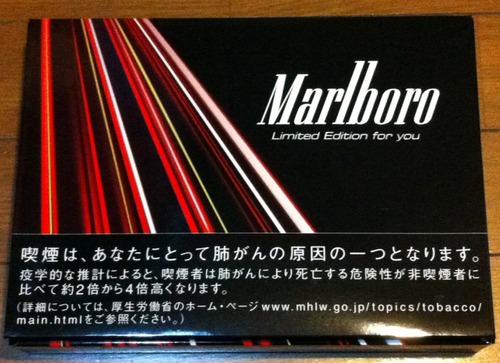 Marlboro
Limited Edition for you
喫煙は、あなたにとって肺がんの原因の一つとなります。
疫学的な推計によると、喫煙者は肺がんにより死亡する危険性が非喫煙者に
比べて約2倍から4倍高くなります。
(詳細については、厚生労働省のホーム・ページ www.mhlw.go.jp/topics/tobacco/
main.htmlをご参照ください。)